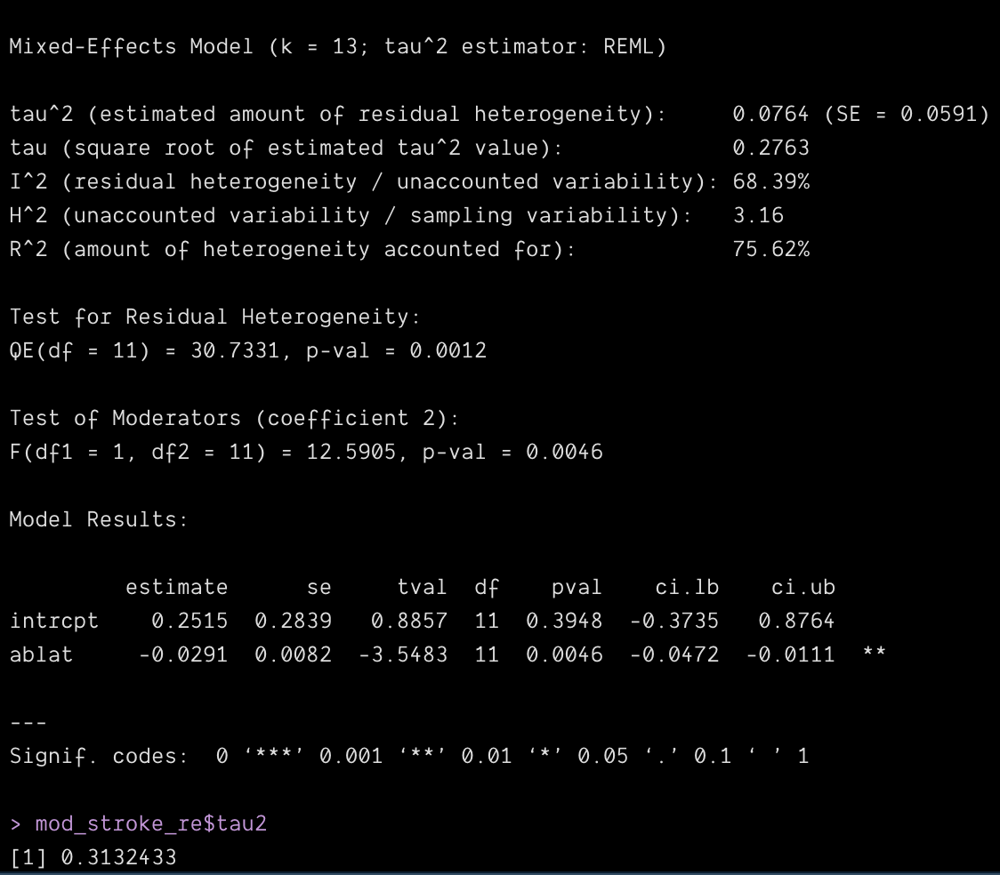 Mixed-Effects Model (k = 13; tau^2 estimator: REML)
tau^2 (estimated amount of residual heterogeneity):     0.0764 (SE = 0.0591)
tau (square root of estimated tau^2 value):             0.2763
I^2 (residual heterogeneity / unaccounted variability): 68.39%
H^2 (unaccounted variability / sampling variability):   3.16
R^2 (amount of heterogeneity accounted for):            75.62%
Test for Residual Heterogeneity:
QE(df = 11) = 30.7331, p-val = 0.0012
Test of Moderators (coefficient 2):
F(df1 = 1, df2 = 11) = 12.5905, p-val = 0.0046
Model Results:
         estimate      se     tval  df    pval    ci.lb    ci.ub
intrcpt    0.2515  0.2839   0.8857  11  0.3948  -0.3735   0.8764
ablat     -0.0291  0.0082  -3.5483  11  0.0046  -0.0472  -0.0111  **
---
Signif. codes:  0 ‘***’ 0.001 ‘**’ 0.01 ‘*’ 0.05 ‘.’ 0.1 ‘ ’ 1
> mod_stroke_re$tau2
[1] 0.3132433